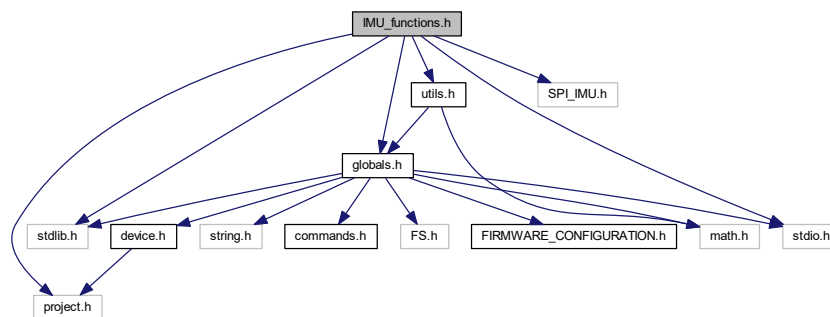 IMU_functions.h
utils.h
SPI_IMU.h
globals.h
stdlib.h
device.h
string.h
commands.h
FS.h
FIRMWARE_CONFIGURATION.h
math.h
stdio.h
project.h